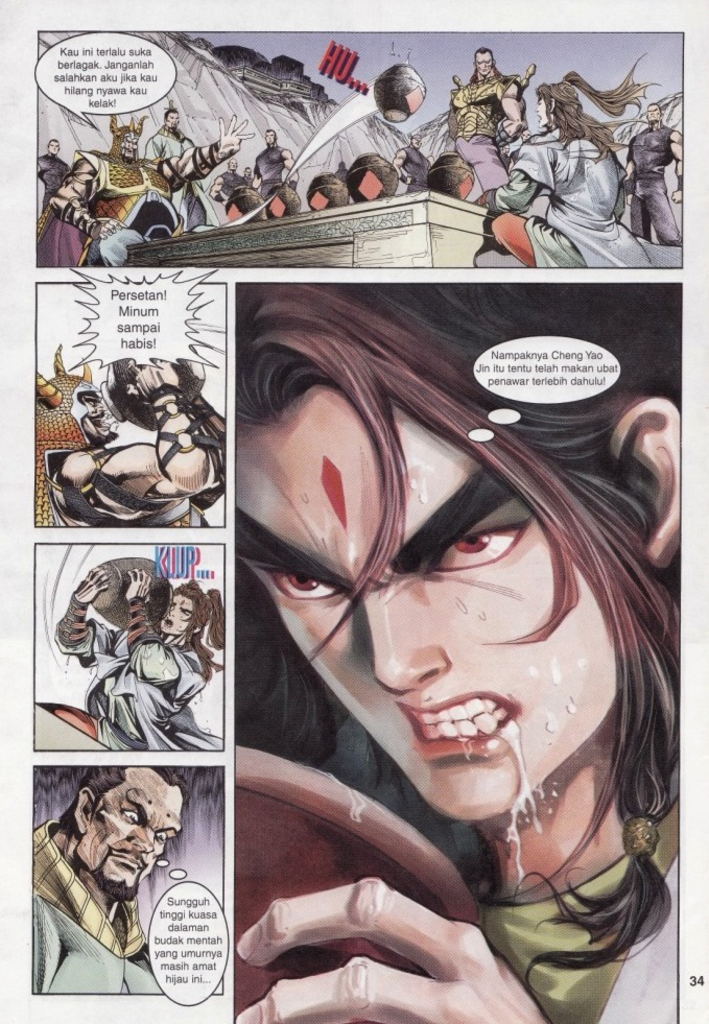 Kau ini terlalu suka
berlagak. Janganlah
salahkan aku jika kau
hilang nyawa kau
kelak!
HU...
Persetan!
Minum
sampai
habis!
Nampaknya Cheng Yao
Jin itu tentu telah makan ubat
penawar terlebih dahulu!
KLUP...
Sungguh
tinggi kuasa
dalaman
budak mentah
yang umurnya
masih amat
hijau ini...
34